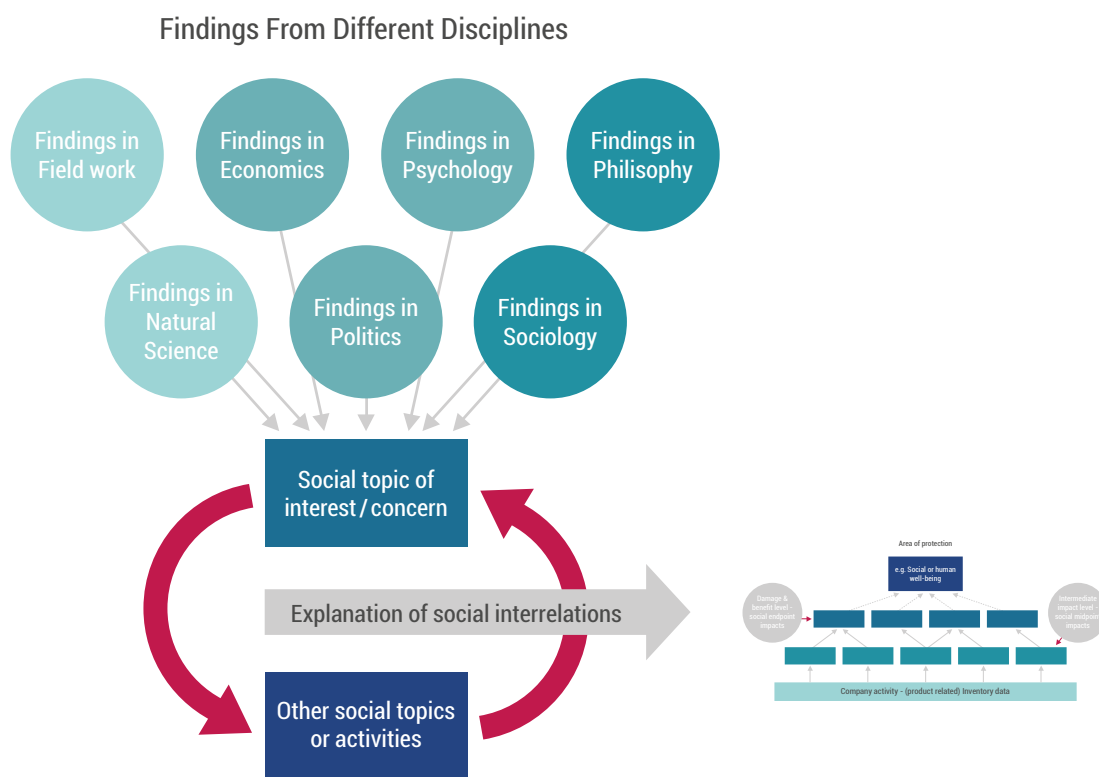 Findings From Different Disciplines
Findings in
Field work
Findings in
Economics
Findings in
Psychology
Findings in
Philisophy
Findings in
Natural
Science
Findings in
Politics
Findings in
Sociology
Social topic of
interest / concern
Explanation of social interrelations
Other social topics
or activities
Area of protection
e.g. Social or human
well-being
Damage &
benefit level -
social endpoint
impacts
Intermediate
impact level -
social midpoint
impacts
Company activity - (product related) Inventory data